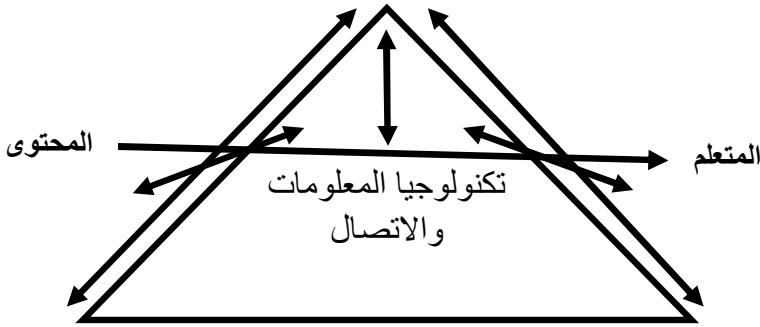 المتعلم
المحتوى
تكنولوجيا المعلومات
والاتصال